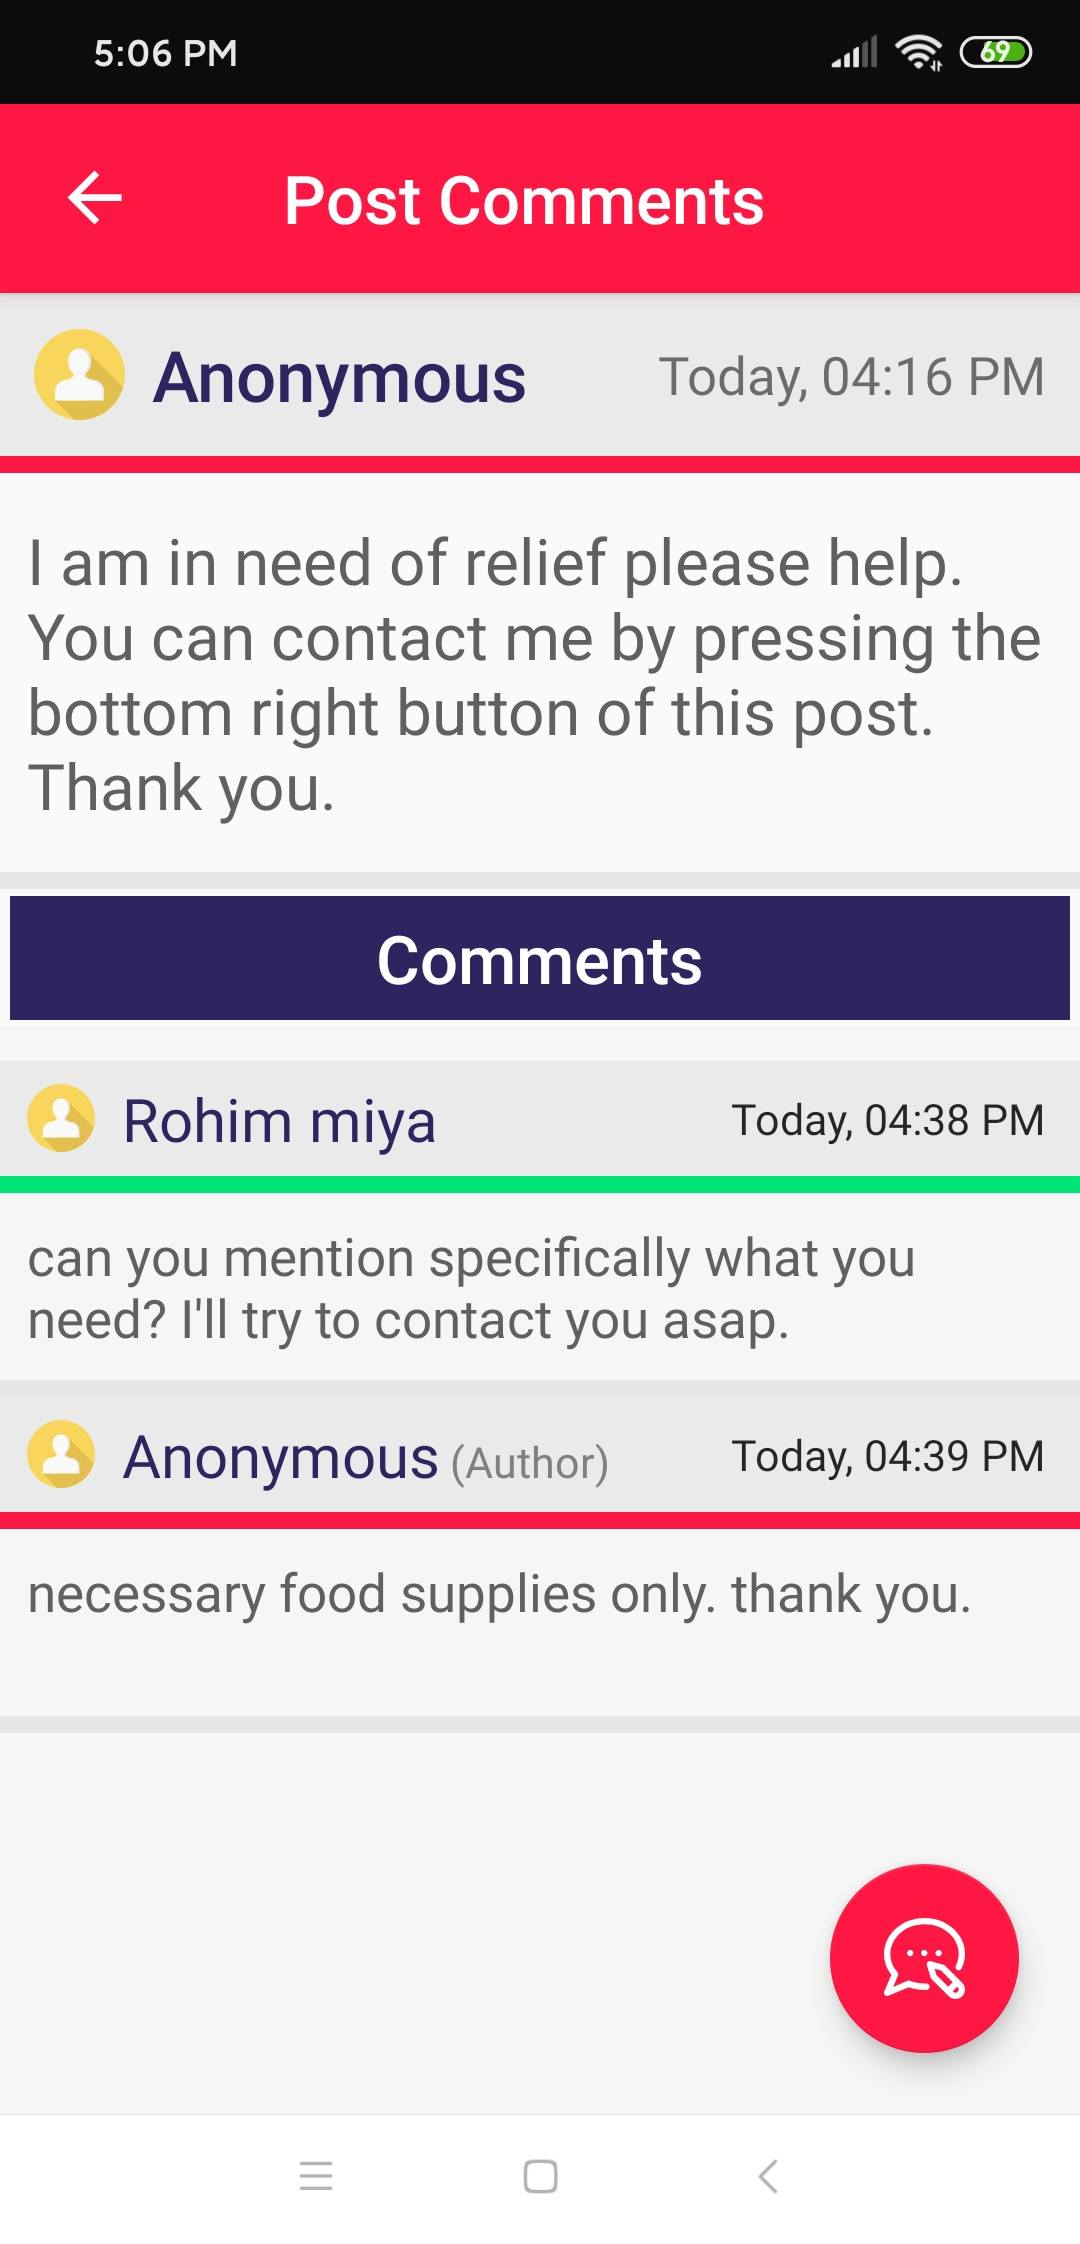 5:06 PM
69
Post Comments
Anonymous
Today, 04:16 PM
I am in need of relief please help.
You can contact me by pressing the
bottom right button of this post.
Thank you.
Comments
Rohim miya
Today, 04:38 PM
can you mention specifically what you
need? I'll try to contact you asap.
Anonymous (Author)
Today, 04:39 PM
necessary food supplies only. thank you.